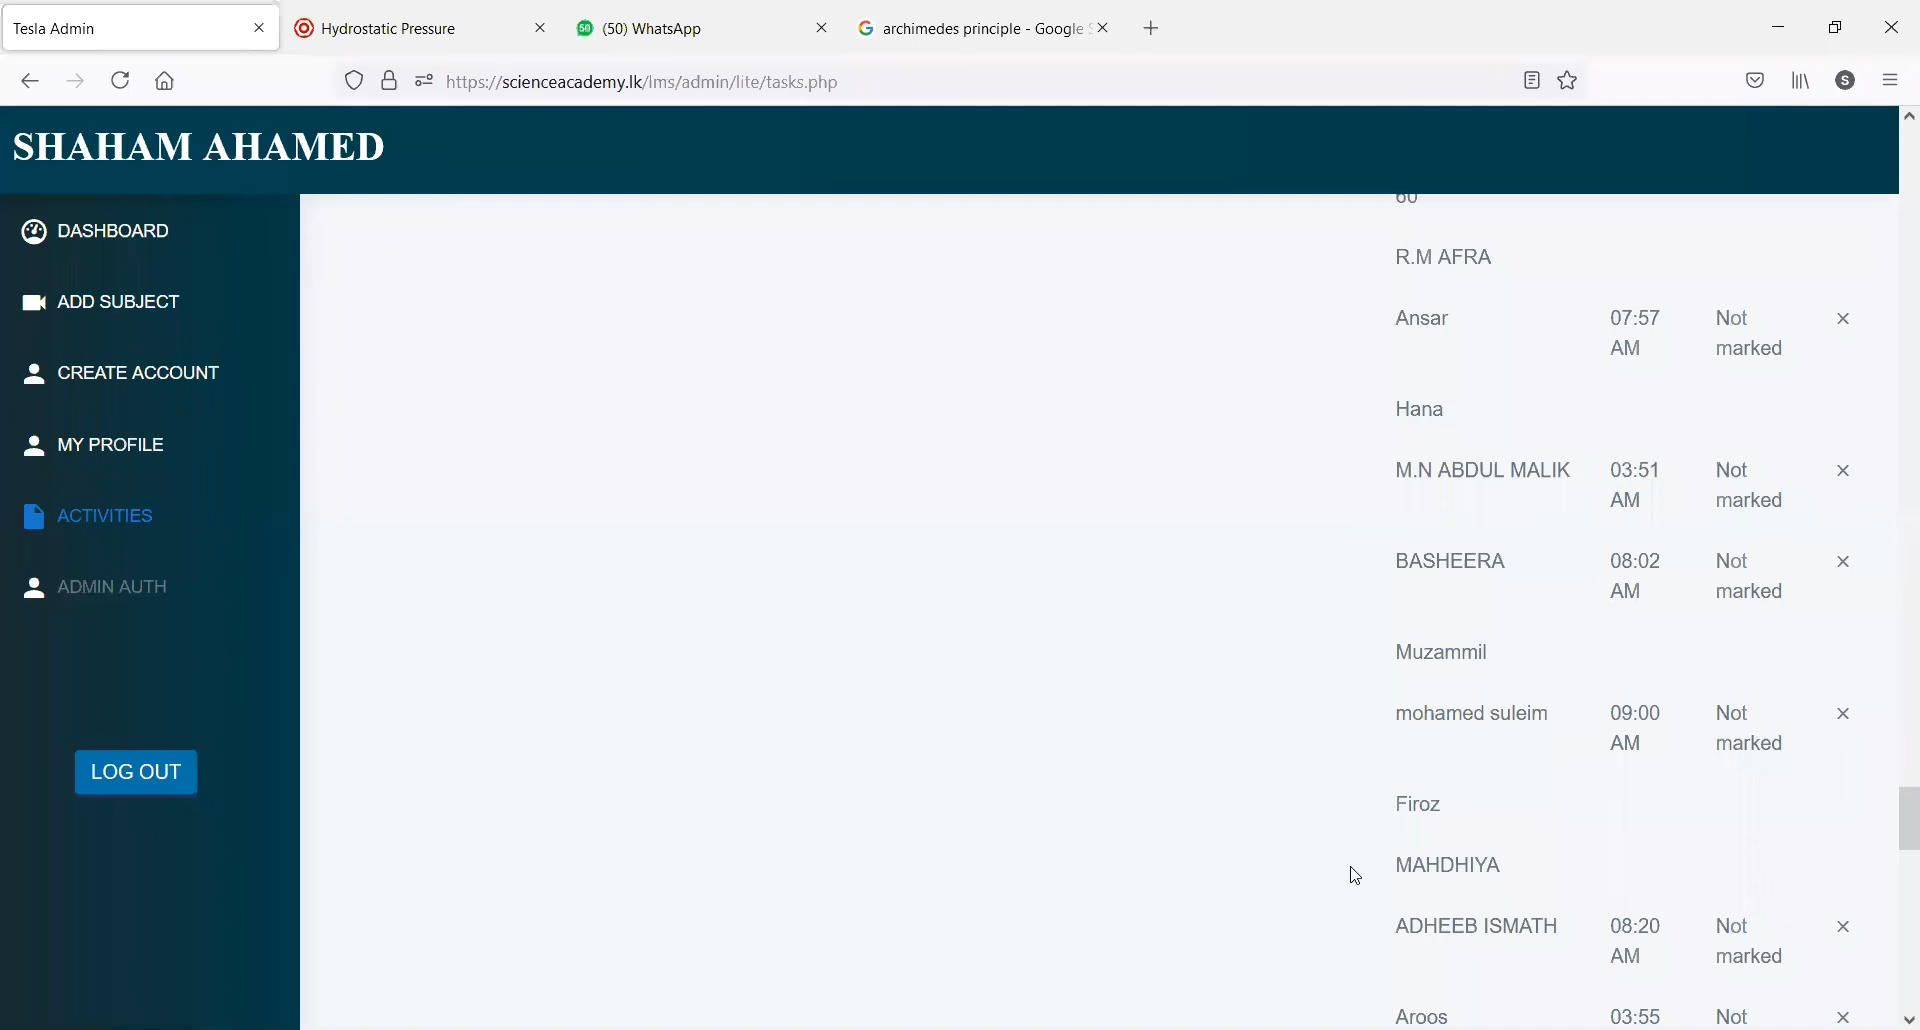 Tesla Admin
Hydrostatic Pressure
50 (50) WhatsApp
archimedes principle - Google
https://scienceacademy.lk/lms/admin/lite/tasks.php
S
SHAHAM AHAMED
DASHBOARD
ADD SUBJECT
CREATE ACCOUNT
MY PROFILE
ACTIVITIES
ADMIN AUTH
LOG OUT
60
R.M AFRA
Ansar 07:57 Not
AM marked
Hana
M.N ABDUL MALIK 03:51 Not
AM marked
BASHEERA 08:02 Not
AM marked
Muzammil
mohamed suleim 09:00 Not
AM marked
Firoz
MAHDHIYA
ADHEEB ISMATH 08:20 Not
AM marked
Aroos 03:55 Not